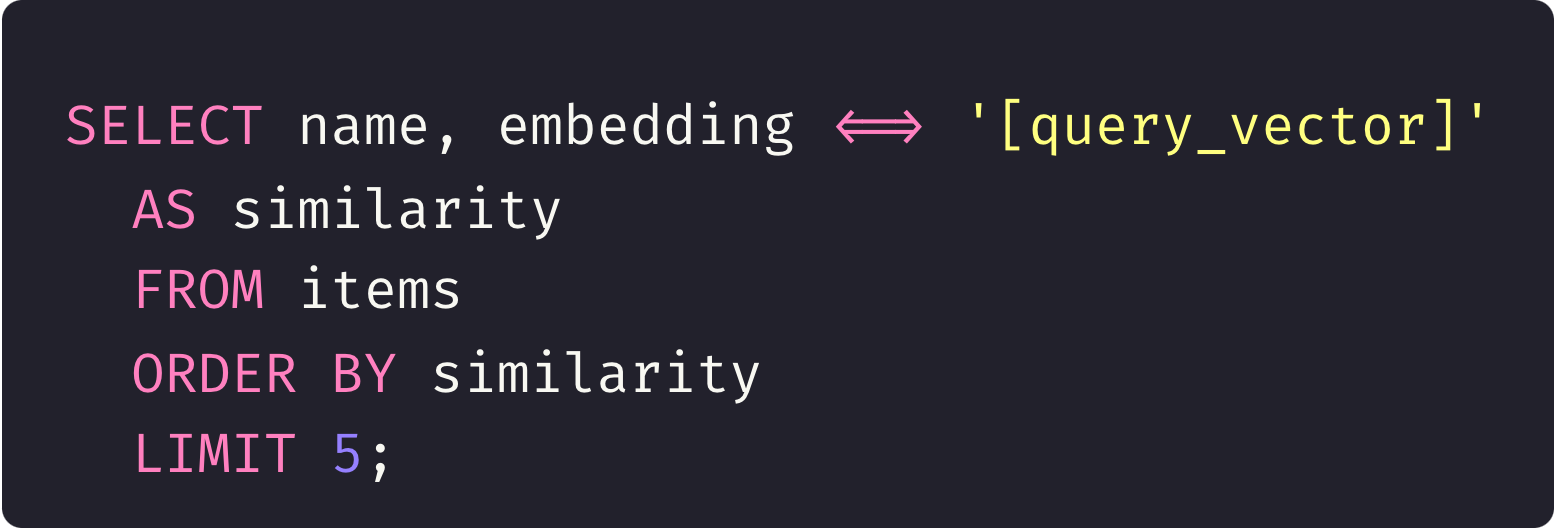 SELECT name, embedding <=> '[query_vector]'
AS similarity
FROM items
ORDER BY similarity
LIMIT 5;